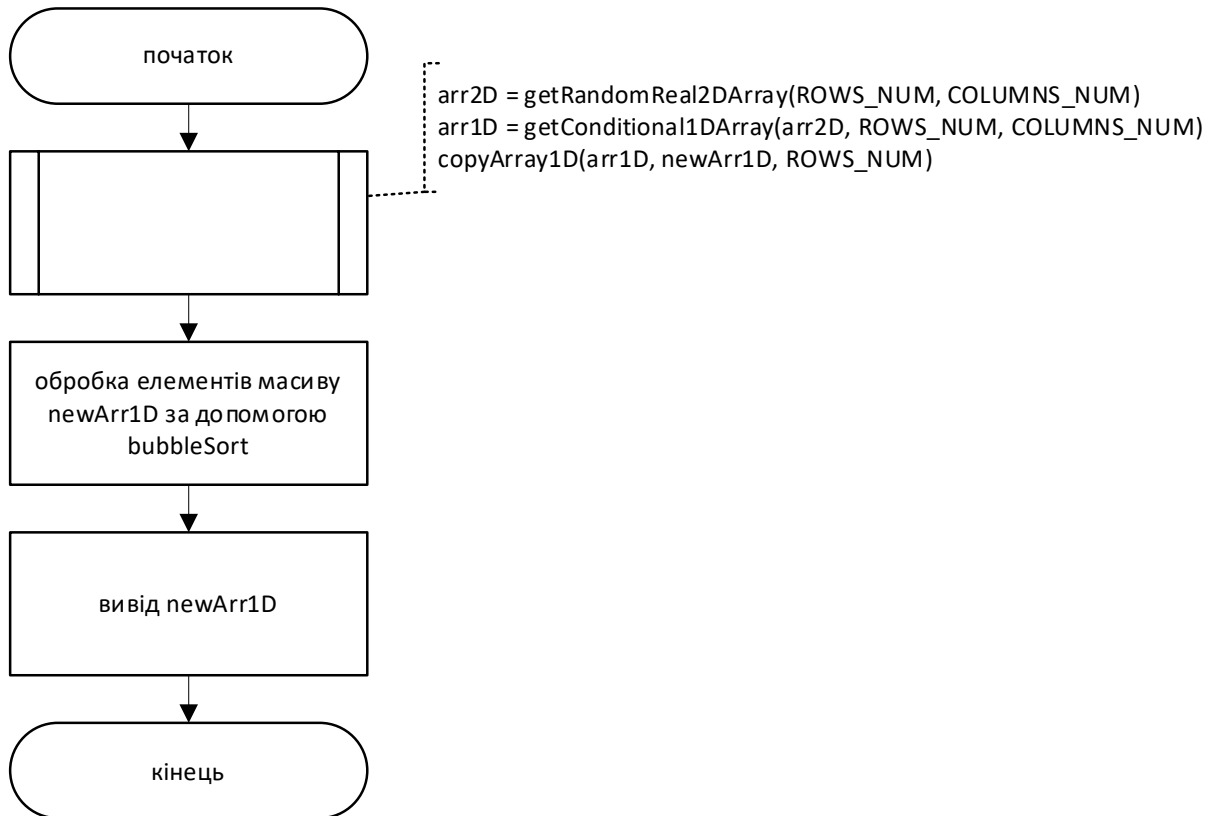 початок
arr2D = getRandomReal2DArray(ROWS_NUM, COLUMNS_NUM)
arr1D = getConditional1DArray(arr2D, ROWS_NUM, COLUMNS_NUM)
copyArray1D(arr1D, newArr1D, ROWS_NUM)
обробка елементів масиву
newArr1D за допомогою
bubbleSort
вивід newArr1D
кінець